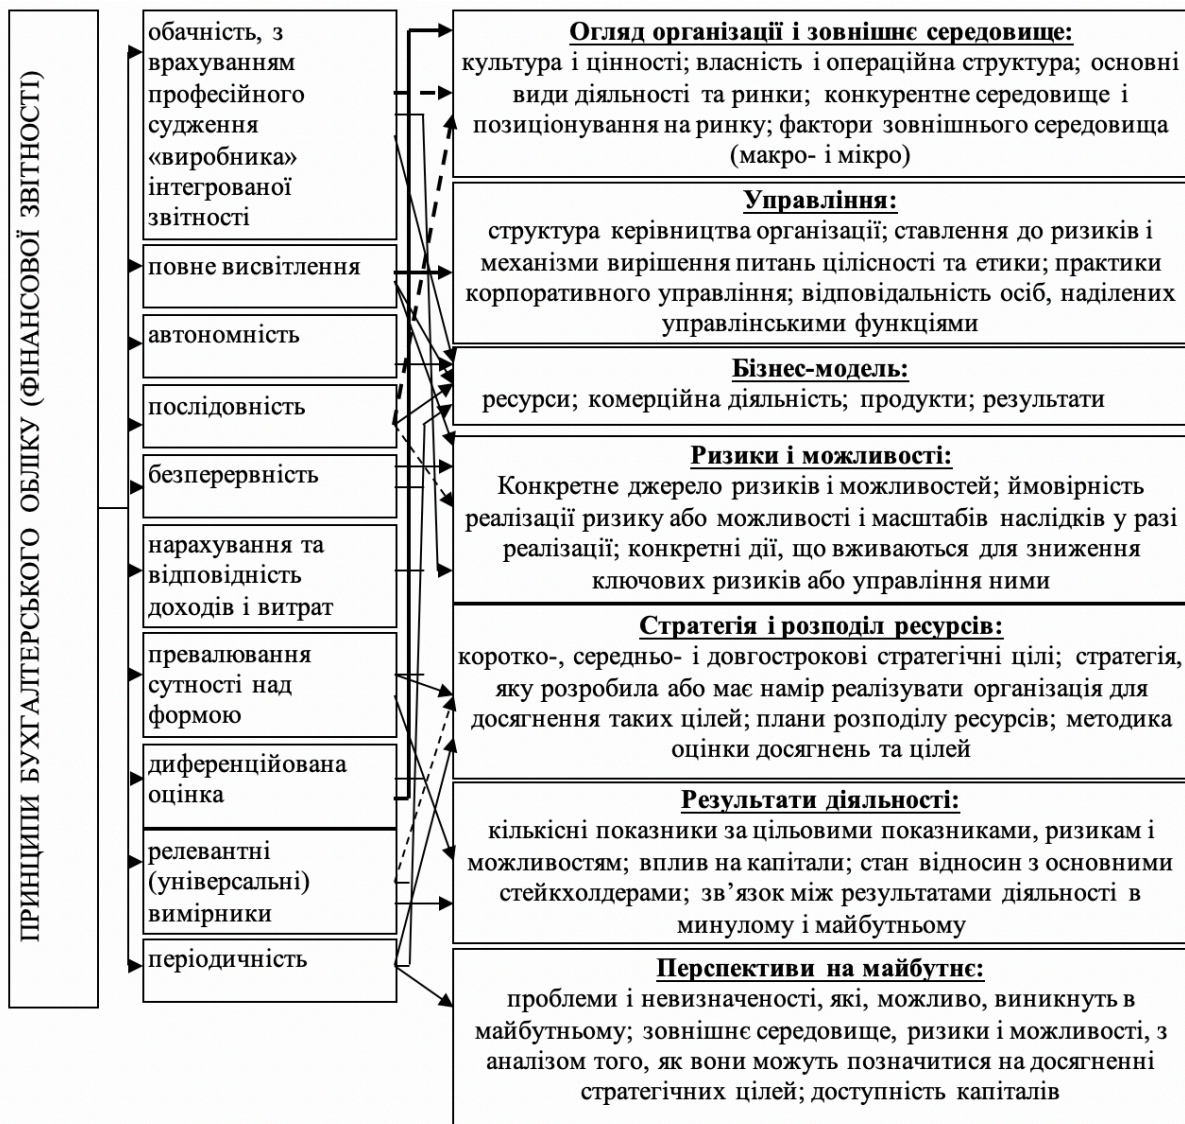 ПРИНЦИПИ БУХГАЛТЕРСЬКОГО ОБЛІКУ (ФІНАНСОВОЇ ЗВІТНОСТІ)
обачність, з
врахуванням
професійного
судження
«виробника»
інтегрованої
звітності
повне висвітлення
автономність
послідовність
безперервність
нарахування та
відповідність
доходів і витрат
превалювання
сутності над
формою
диференційована
оцінка
релевантні
(універсальні)
вимірники
періодичність
Огляд організації і зовнішнє середовище:
культура і цінності; власність і операційна структура; основні
види діяльності та ринки; конкурентне середовище і
позиціонування на ринку; фактори зовнішнього середовища
(макро- і мікро)
Управління:
структура керівництва організації; ставлення до ризиків і
механізми вирішення питань цілісності та етики; практики
корпоративного управління; відповідальність осіб, наділених
управлінськими функціями
Бізнес-модель:
ресурси; комерційна діяльність; продукти; результати
Ризики і можливості:
Конкретне джерело ризиків і можливостей; ймовірність
реалізації ризику або можливості і масштабів наслідків у разі
реалізації; конкретні дії, що вживаються для зниження
ключових ризиків або управління ними
Стратегія і розподіл ресурсів:
коротко-, середньо- і довгострокові стратегічні цілі; стратегія,
яку розробила або має намір реалізувати організація для
досягнення таких цілей; плани розподілу ресурсів; методика
оцінки досягнень та цілей
Результати діяльності:
кількісні показники за цільовими показниками, ризикам і
можливостям; вплив на капітали; стан відносин з основними
стейкхолдерами; зв’язок між результатами діяльності в
минулому і майбутньому
Перспективи на майбутнє:
проблеми і невизначеності, які, можливо, виникнуть в
майбутньому; зовнішнє середовище, ризики і можливості, з
аналізом того, як вони можуть позначитися на досягненні
стратегічних цілей; доступність капіталів